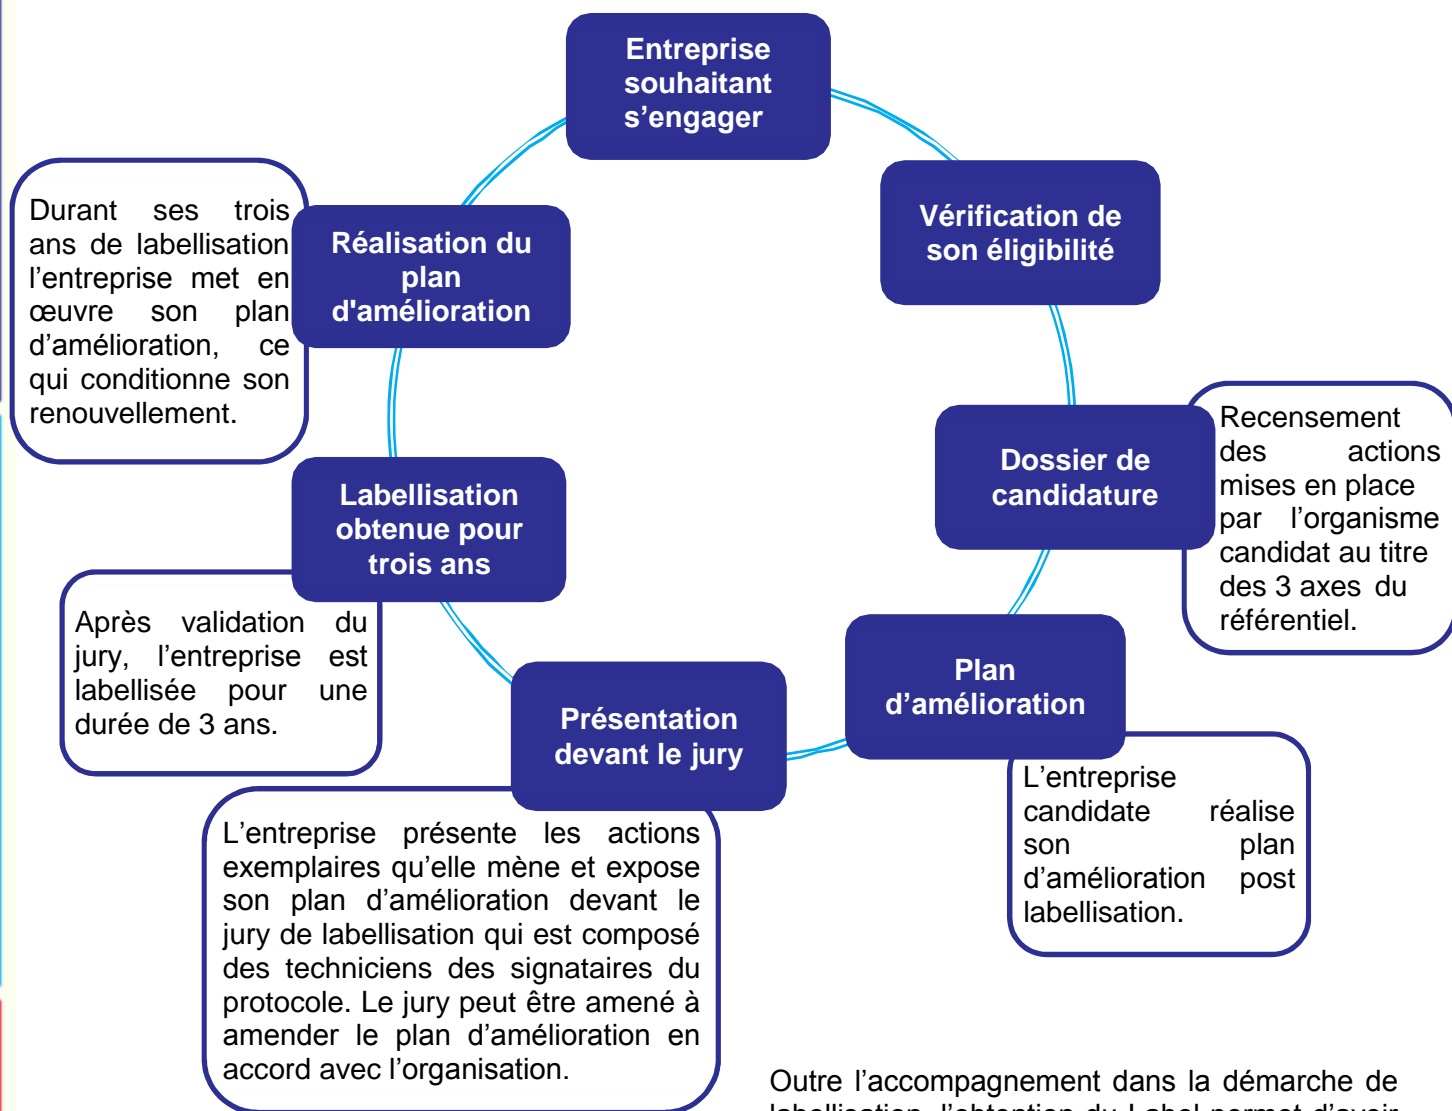 Entreprise
souhaitant
s’engager
Vérification de
son éligibilité
Dossier de
candidature
Recensement
des actions
mises en place
par l’organisme
candidat au titre
des 3 axes du
référentiel.
Plan
d’amélioration
L’entreprise
candidate réalise
son plan
d’amélioration post
labellisation.
Présentation
devant le jury
L’entreprise présente les actions
exemplaires qu’elle mène et expose
son plan d’amélioration devant le
jury de labellisation qui est composé
des techniciens des signataires du
protocole. Le jury peut être amené à
amender le plan d’amélioration en
accord avec l’organisation.
Labellisation
obtenue pour
trois ans
Après validation du
jury, l’entreprise est
labellisée pour une
durée de 3 ans.
Réalisation du
plan
d'amélioration
Durant ses trois
ans de labellisation
l’entreprise met en
œuvre son plan
d’amélioration, ce
qui conditionne son
renouvellement.
Outre l’accompagnement dans la démarche de
labellisation, l’obtention du Label permet d’avoir